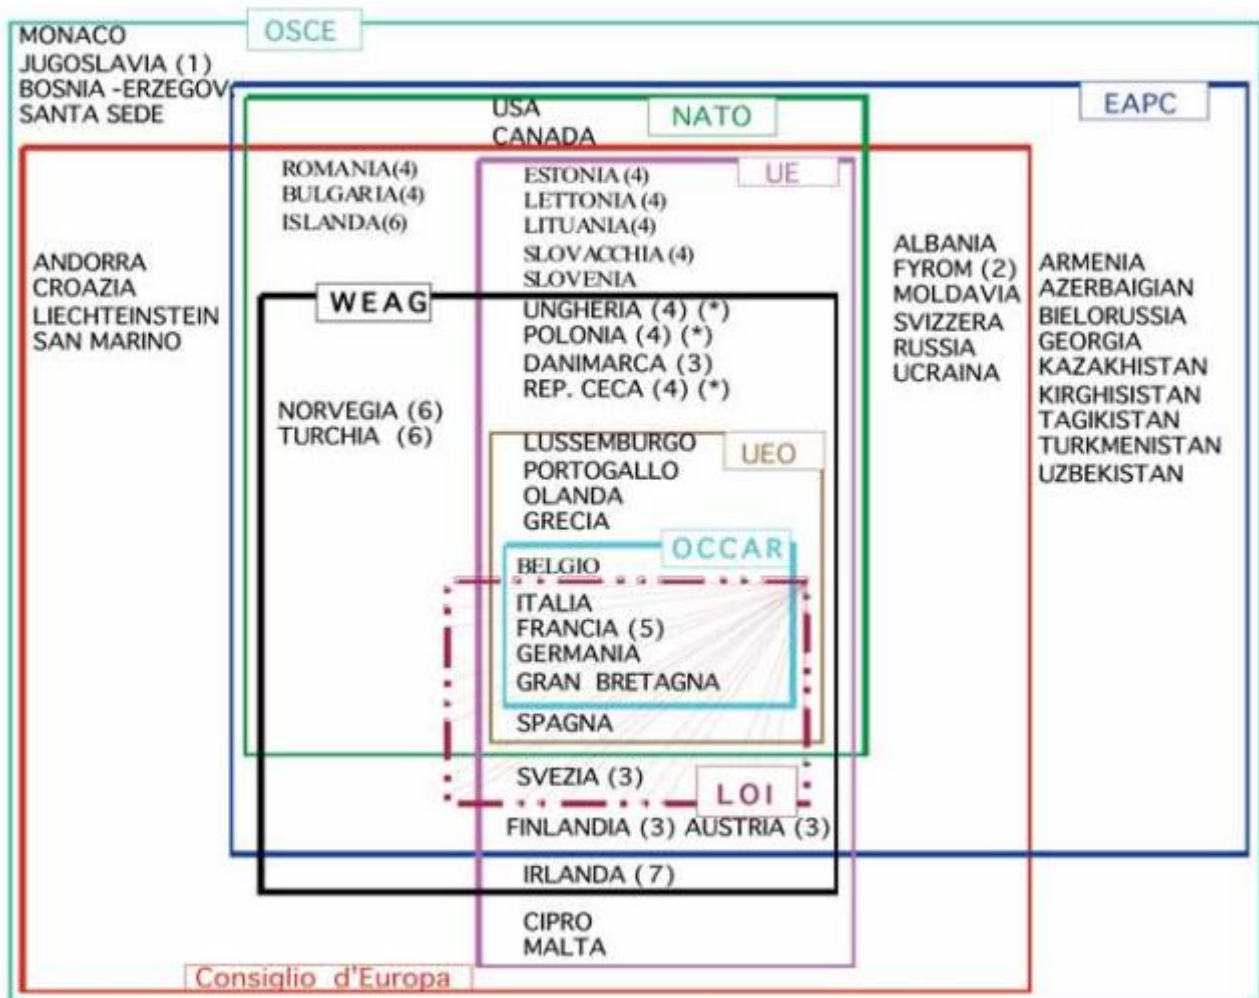 OSCE
MONACO
JUGOSLAVIA (1)
BOSNIA -ERZEGOV.
SANTA SEDE
EAPC
USA
CANADA
NATO
ROMANIA(4)
BULGARIA(4)
ISLANDA(6)
UE
ESTONIA (4)
LETTONIA (4)
LITUANIA(4)
SLOVACCHIA (4)
SLOVENIA
ANDORRA
CROAZIA
LIECHTEINSTEIN
SAN MARINO
ALBANIA
FYROM (2)
MOLDAVIA
SVIZZERA
RUSSIA
UCRAINA
ARMENIA
AZERBAIGIAN
BIELORUSSIA
GEORGIA
KAZAKHISTAN
KIRGHISISTAN
TAGIKISTAN
TURKMENISTAN
UZBEKISTAN
WEAG
UNGHERIA (4) (*)
POLONIA (4) (*)
DANIMARCA (3)
REP. CECA (4) (*)
NORVEGIA (6)
TURCHIA (6)
LUSSEMBURGO
PORTOGALLO
OLANDA
GRECIA
UEO
OCCAR
BELGIO
ITALIA
FRANCIA (5)
GERMANIA
GRAN BRETAGNA
SPAGNA
SVEZIA (3)
LOI
FINLANDIA (3) AUSTRIA (3)
IRLANDA (7)
CIPRO
MALTA
Consiglio d'Europa